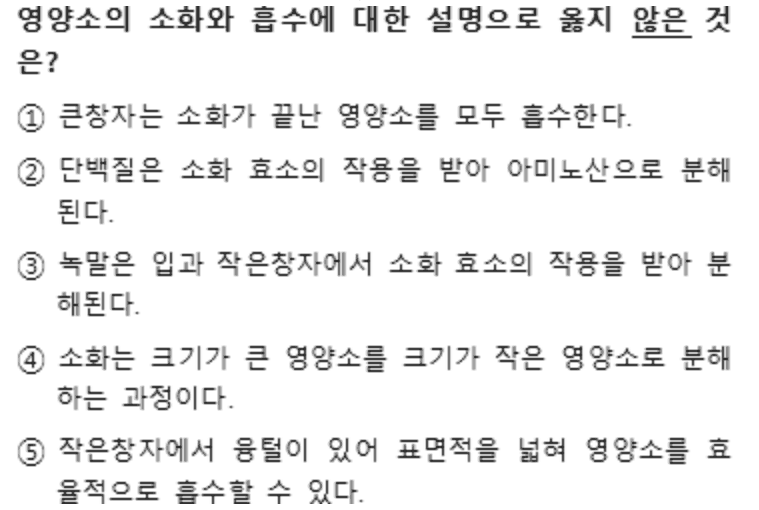 영양소의 소화와 흡수에 대한 설명으로 옳지 않은 것
은?
① 큰창자는 소화가 끝난 영양소를 모두 흡수한다.
② 단백질은 소화 효소의 작용을 받아 아미노산으로 분해
된다.
③ 녹말은 입과 작은창자에서 소화 효소의 작용을 받아 분
해된다.
④ 소화는 크기가 큰 영양소를 크기가 작은 영양소로 분해
하는 과정이다.
⑤ 작은창자에서 융털이 있어 표면적을 넓혀 영양소를 효
율적으로 흡수할 수 있다.